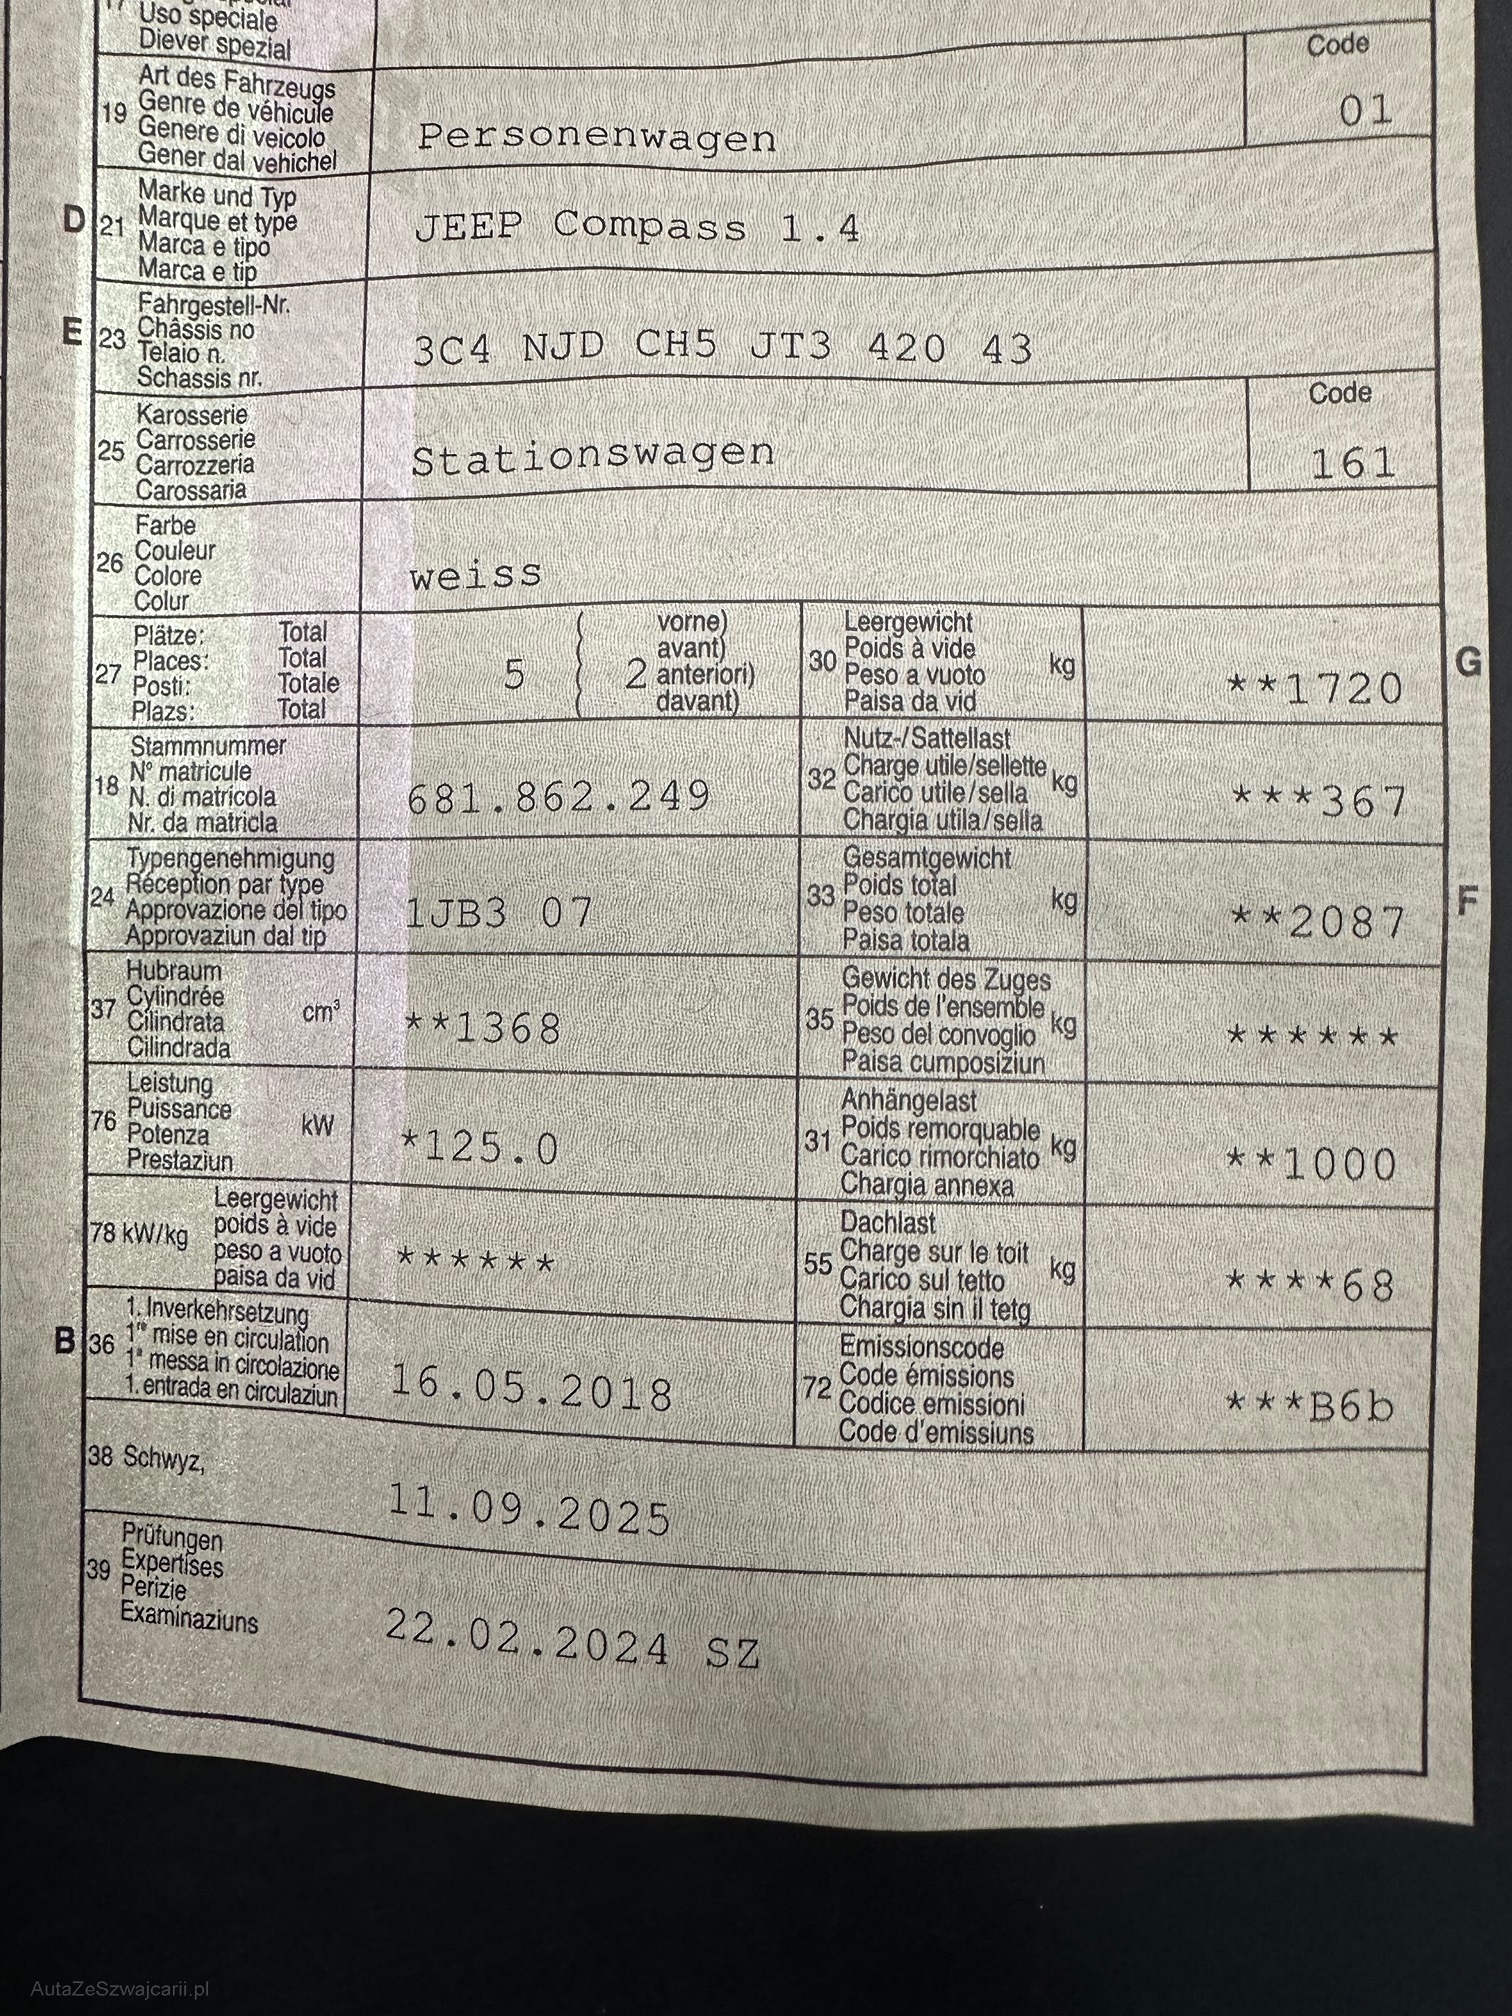 17 Uso speciale
Diever spezial
Code
19 Art des Fahrzeugs
Genre de véhicule
Genere di veicolo
Gener dal vehichel
Personenwagen
01
D 21 Marke und Typ
Marque et type
Marca e tipo
Marca e tip
JEEP Compass 1.4
E 23 Fahrgestell-Nr.
Châssis no
Telaio n.
Schassis nr.
3C4 NJD CH5 JT3 420 43
Code
25 Karosserie
Carrosserie
Carrozzeria
Carossaria
Stationswagen
161
26 Farbe
Couleur
Colore
Colur
weiss
27 Plätze: Total
Places: Total
Posti: Totale
Plazs: Total
5 { 2
vorne)
avant)
anteriori)
davant)
30 Leergewicht
Poids à vide
Peso a vuoto
Paisa da vid
kg
**1720
G
18 Stammnummer
N° matricule
N. di matricola
Nr. da matricla
681.862.249
32 Nutz-/Sattellast
Charge utile/sellette
Carico utile/sella
Chargia utila/sella
kg
***367
24 Typengenehmigung
Réception par type
Approvazione del tipo
Approvaziun dal tip
1JB3 07
33 Gesamtgewicht
Poids total
Peso totale
Paisa totala
kg
**2087
F
37 Hubraum
Cylindrée
Cilindrata
Cilindrada
cm³
**1368
35 Gewicht des Zuges
Poids de l'ensemble
Peso del convoglio
Paisa cumposiziun
kg
******
76 Leistung
Puissance
Potenza
Prestaziun
kW
*125.0
31 Anhängelast
Poids remorquable
Carico rimorchiato
Chargia annexa
kg
**1000
78 kW/kg
Leergewicht
poids à vide
peso a vuoto
paisa da vid
******
55 Dachlast
Charge sur le toit
Carico sul tetto
Chargia sin il tetg
kg
****68
B 36 1. Inverkehrsetzung
1re mise en circulation
1a messa in circolazione
1. entrada en circulaziun
16.05.2018
72 Emissionscode
Code émissions
Codice emissioni
Code d'emissiuns
***B6b
38 Schwyz,
11.09.2025
39 Prüfungen
Expertises
Perizie
Examinaziuns
22.02.2024 SZ
AutaZeSzwajcarii.pl